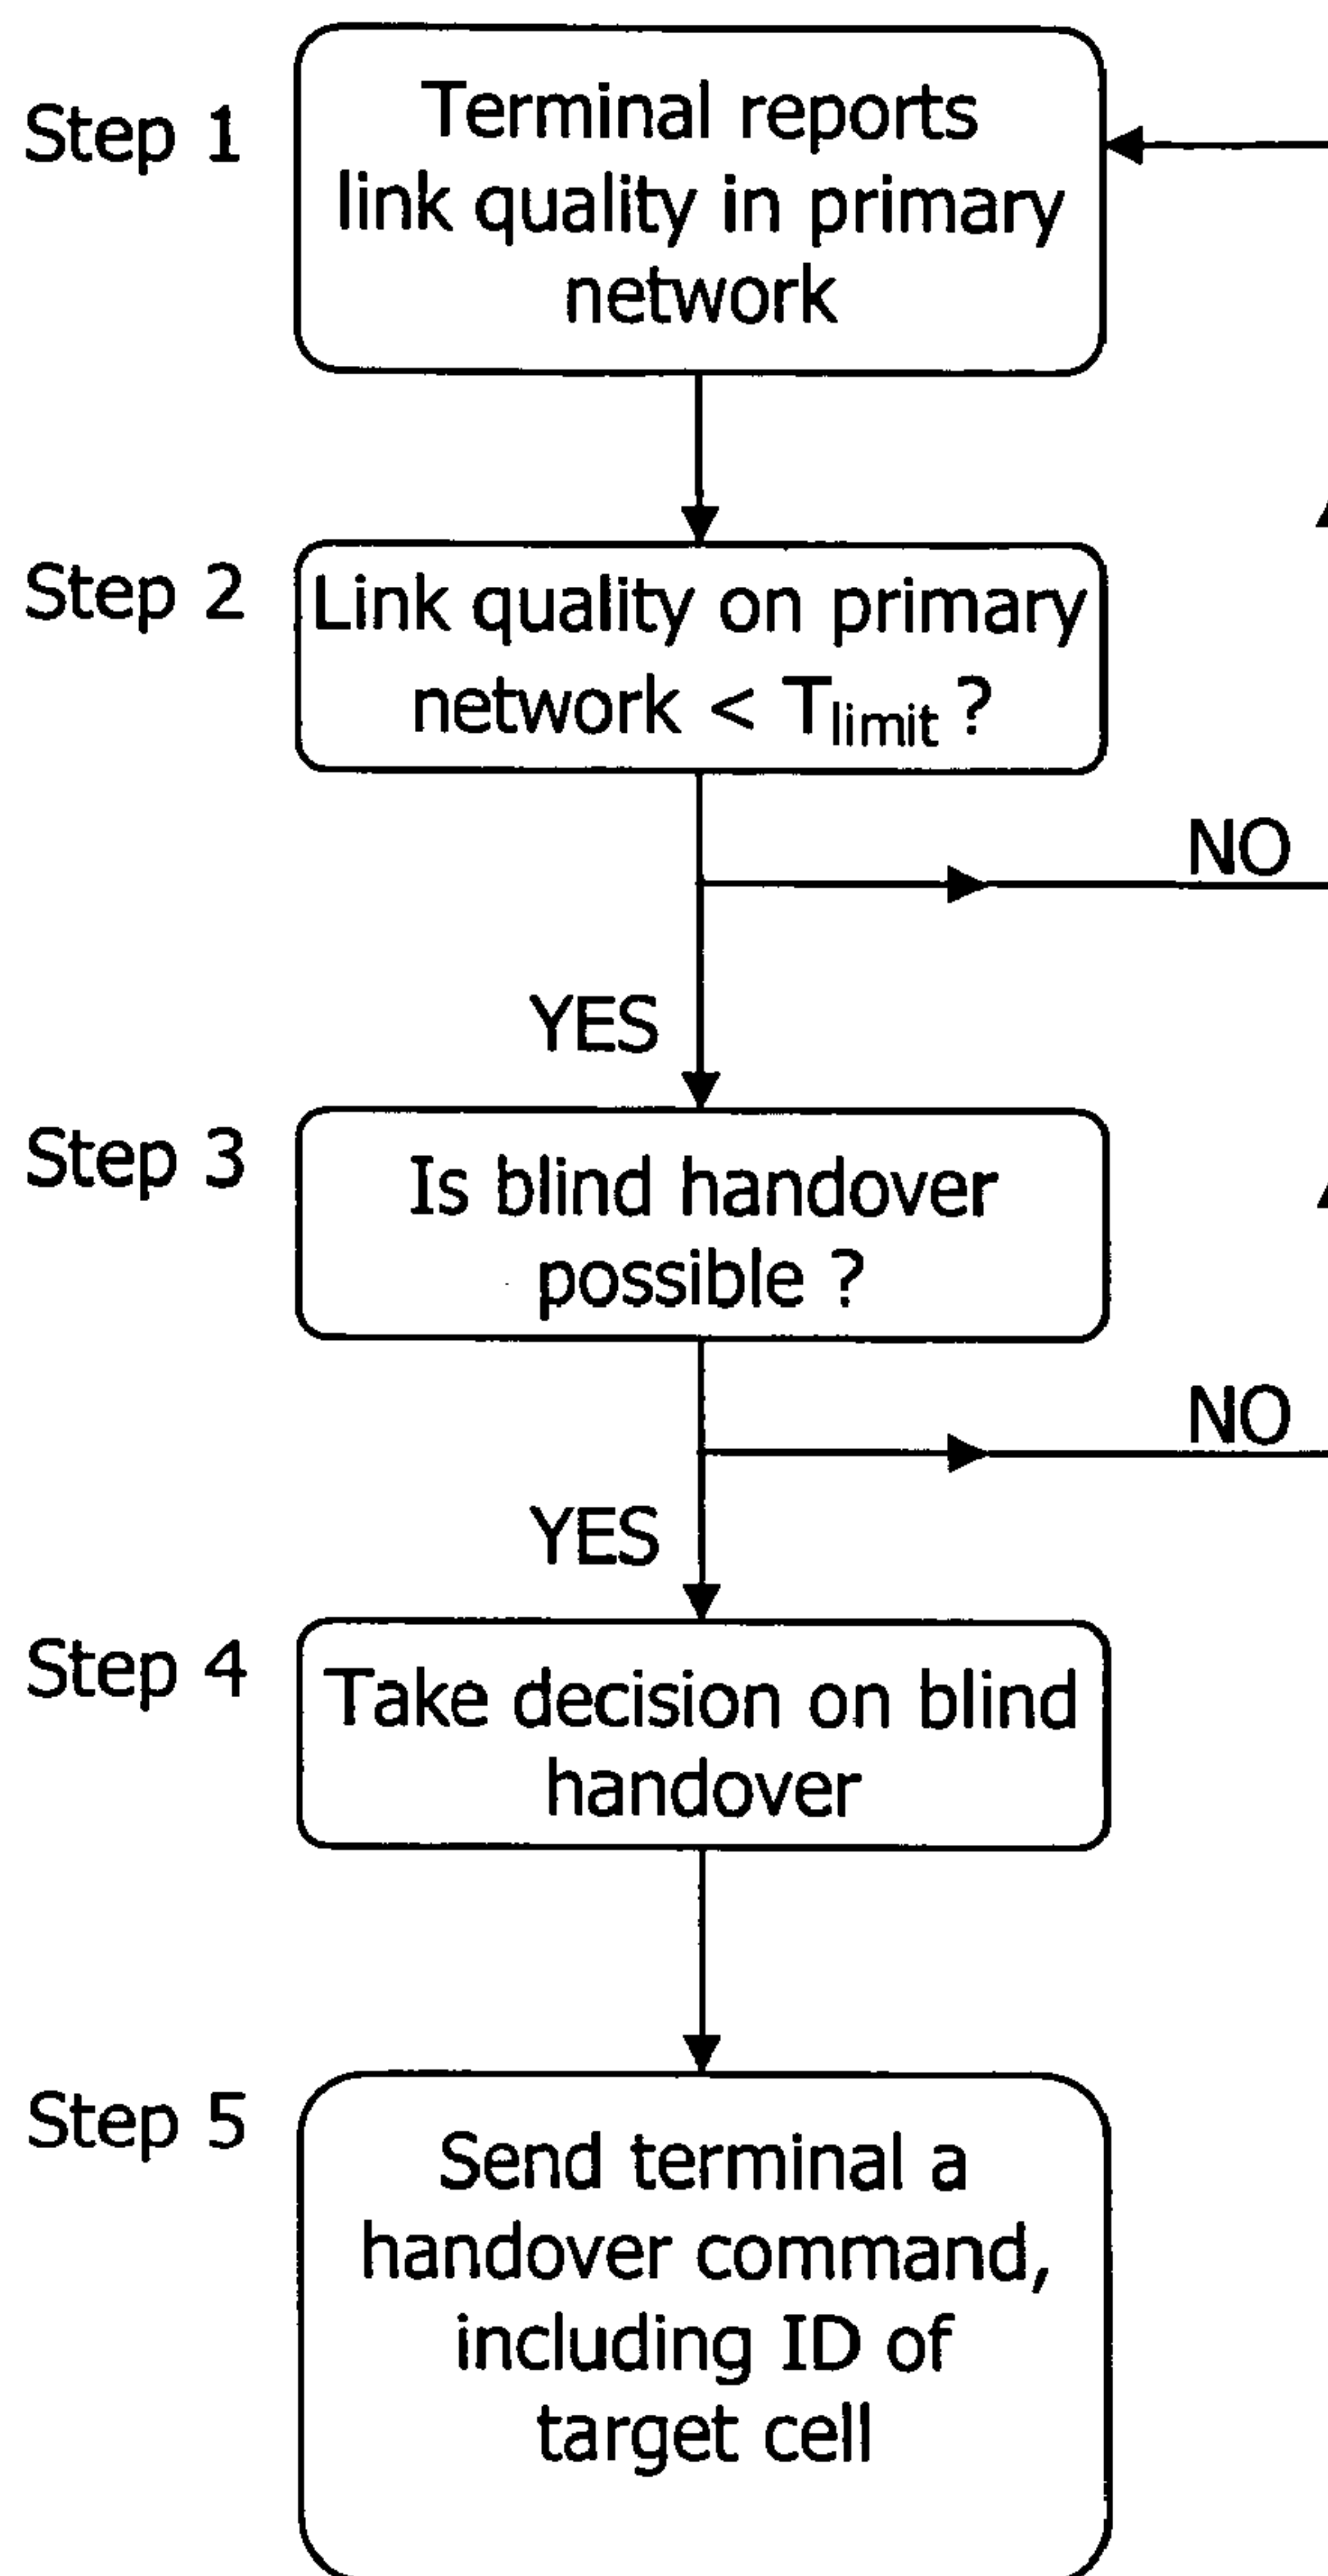 Step 1
Terminal reports
link quality in primary
network
Step 2
Link quality on primary
network < Tlimit ?
NO
YES
Step 3
Is blind handover
possible ?
NO
YES
Step 4
Take decision on blind
handover
Step 5
Send terminal a
handover command,
including ID of
target cell